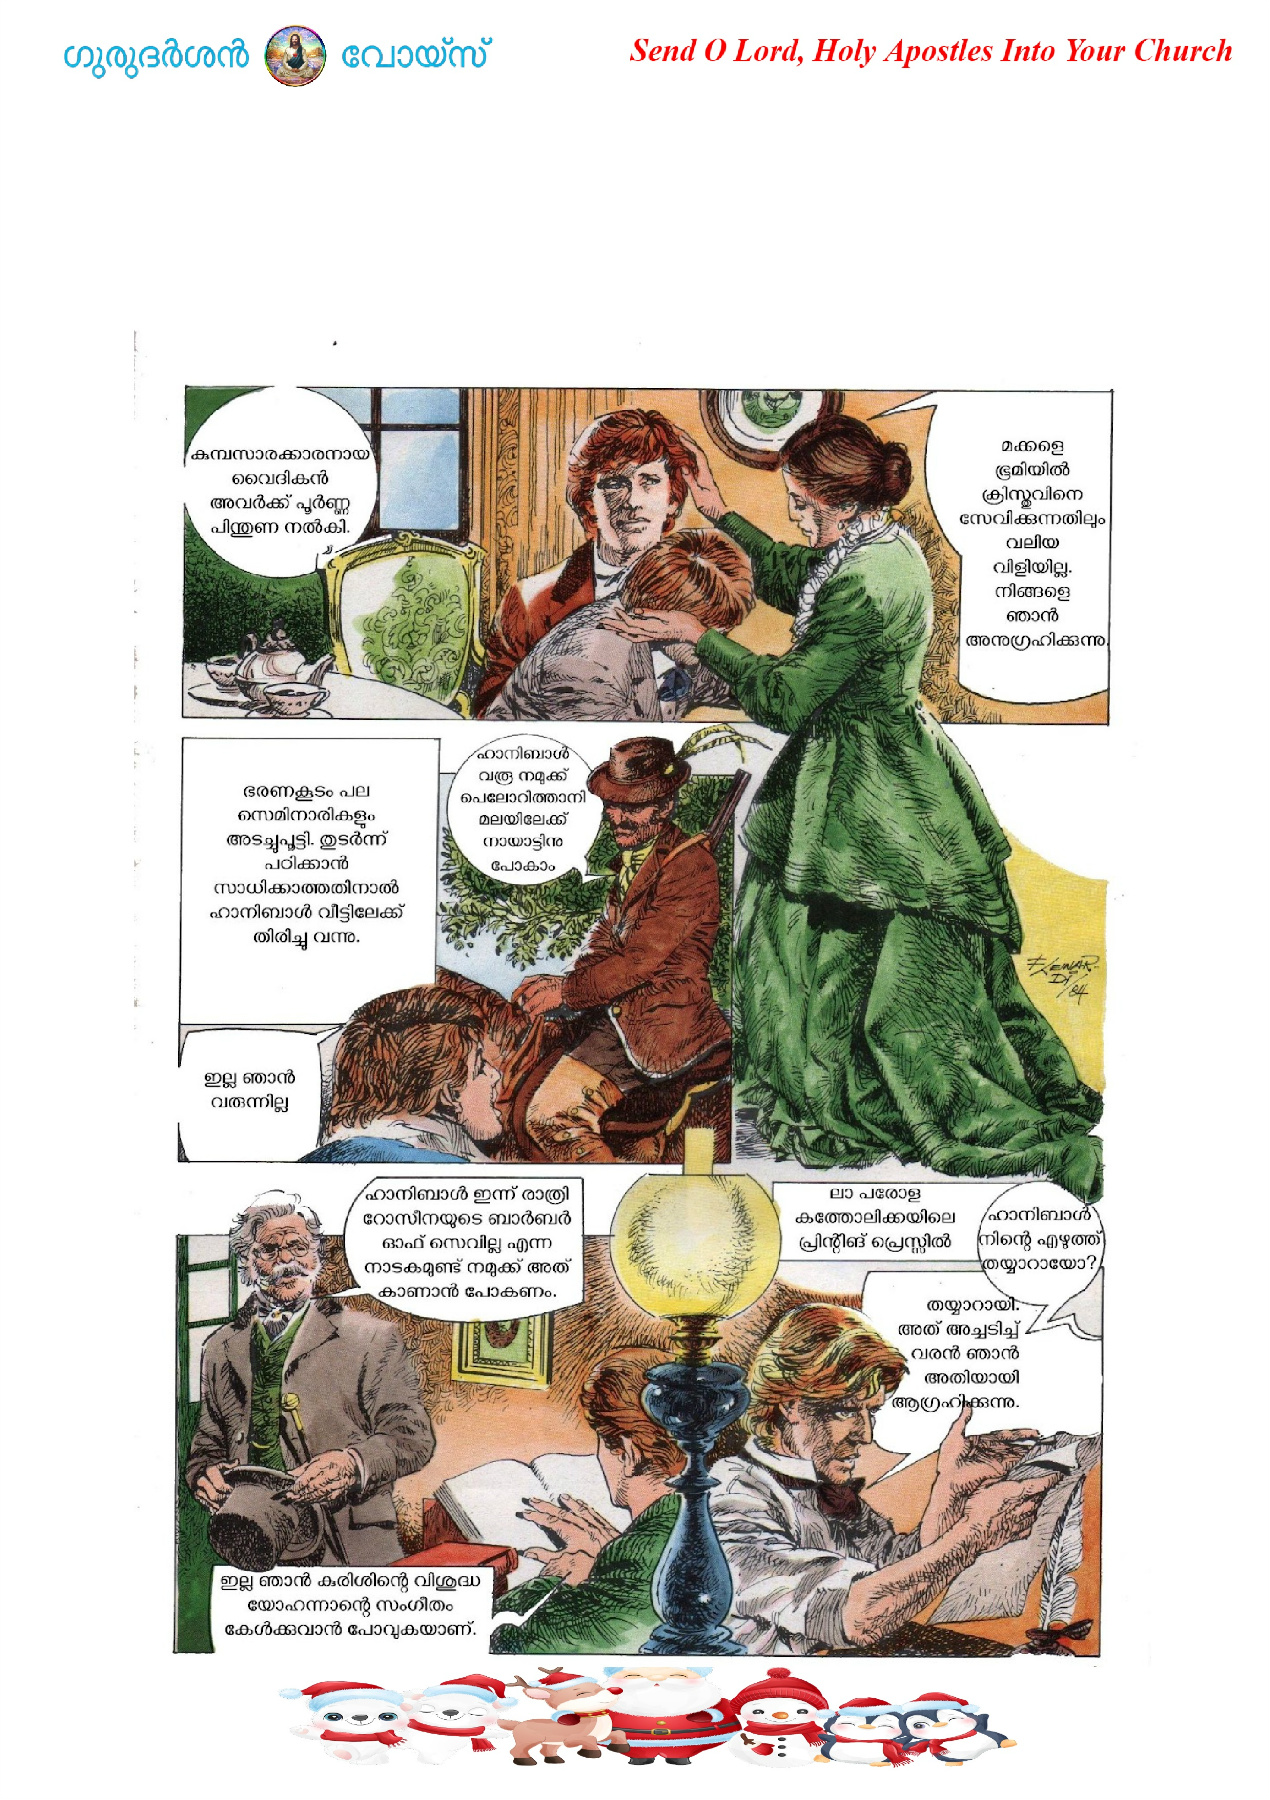 ഗുരുദർശൻ വോയ്സ്
Send O Lord, Holy Apostles Into Your Church
കുമ്പസാരക്കാരനായ
വൈദികൻ
അവർക്ക് പൂർണ്ണ
പിന്തുണ നൽകി.
മക്കളെ
ഭൂമിയിൽ
ക്രിസ്തുവിനെ
സേവിക്കുന്നതിലും
വലിയ
വിളിയില്ല.
നിങ്ങളെ
ഞാൻ
അനുഗ്രഹിക്കുന്നു.
ഭരണകൂടം പല
സെമിനാരികളും
അടച്ചുപൂട്ടി. തുടർന്ന്
പഠിക്കാൻ
സാധിക്കാത്തതിനാൽ
ഹാനിബാൾ വീട്ടിലേക്ക്
തിരിച്ചു വന്നു.
ഹാനിബാൾ
വരൂ നമുക്ക്
പെലോറിത്താനി
മലയിലേക്ക്
നായാട്ടിനു
പോകാം
ഇല്ല ഞാൻ
വരുന്നില്ല
ഹാനിബാൾ ഇന്ന് രാത്രി
റോസീനയുടെ ബാർബർ
ഓഫ് സെവില്ല എന്ന
നാടകമുണ്ട് നമുക്ക് അത്
കാണാൻ പോകണം.
ഇല്ല ഞാൻ കുരിശിന്റെ വിശുദ്ധ
യോഹന്നാന്റെ സംഗീതം
കേൾക്കുവാൻ പോവുകയാണ്.
ലാ പരോള
കത്തോലിക്കയിലെ
പ്രിന്റിങ് പ്രെസ്സിൽ
ഹാനിബാൾ
നിന്റെ എഴുത്ത്
തയ്യാറായോ?
തയ്യാറായി.
അത് അച്ചടിച്ച്
വരൻ ഞാൻ
അതിയായി
ആഗ്രഹിക്കുന്നു.